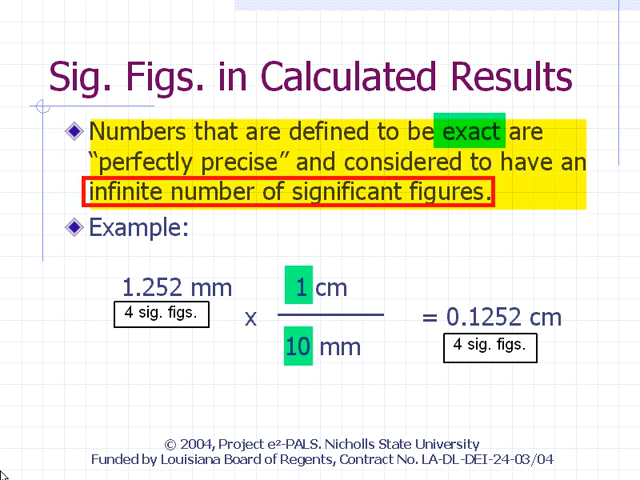 Sig. Figs. in Calculated Results
Numbers that are defined to be exact are
“perfectly precise” and considered to have an
infinite number of significant figures.
Example:
1.252 mm
4 sig. figs.
x
1 cm
10 mm
= 0.1252 cm
4 sig. figs.
© 2004, Project e²-PALS. Nicholls State University
Funded by Louisiana Board of Regents, Contract No. LA-DL-DEI-24-03/04